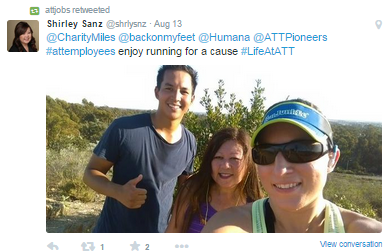 attjobs retweeted
Shirley Sanz @shrlysnz · Aug 13
@CharityMiles @backonmyfeet @Humana @ATTPioneers
#attemployees enjoy running for a cause #LifeAtATT
1 2 ··· View conversation